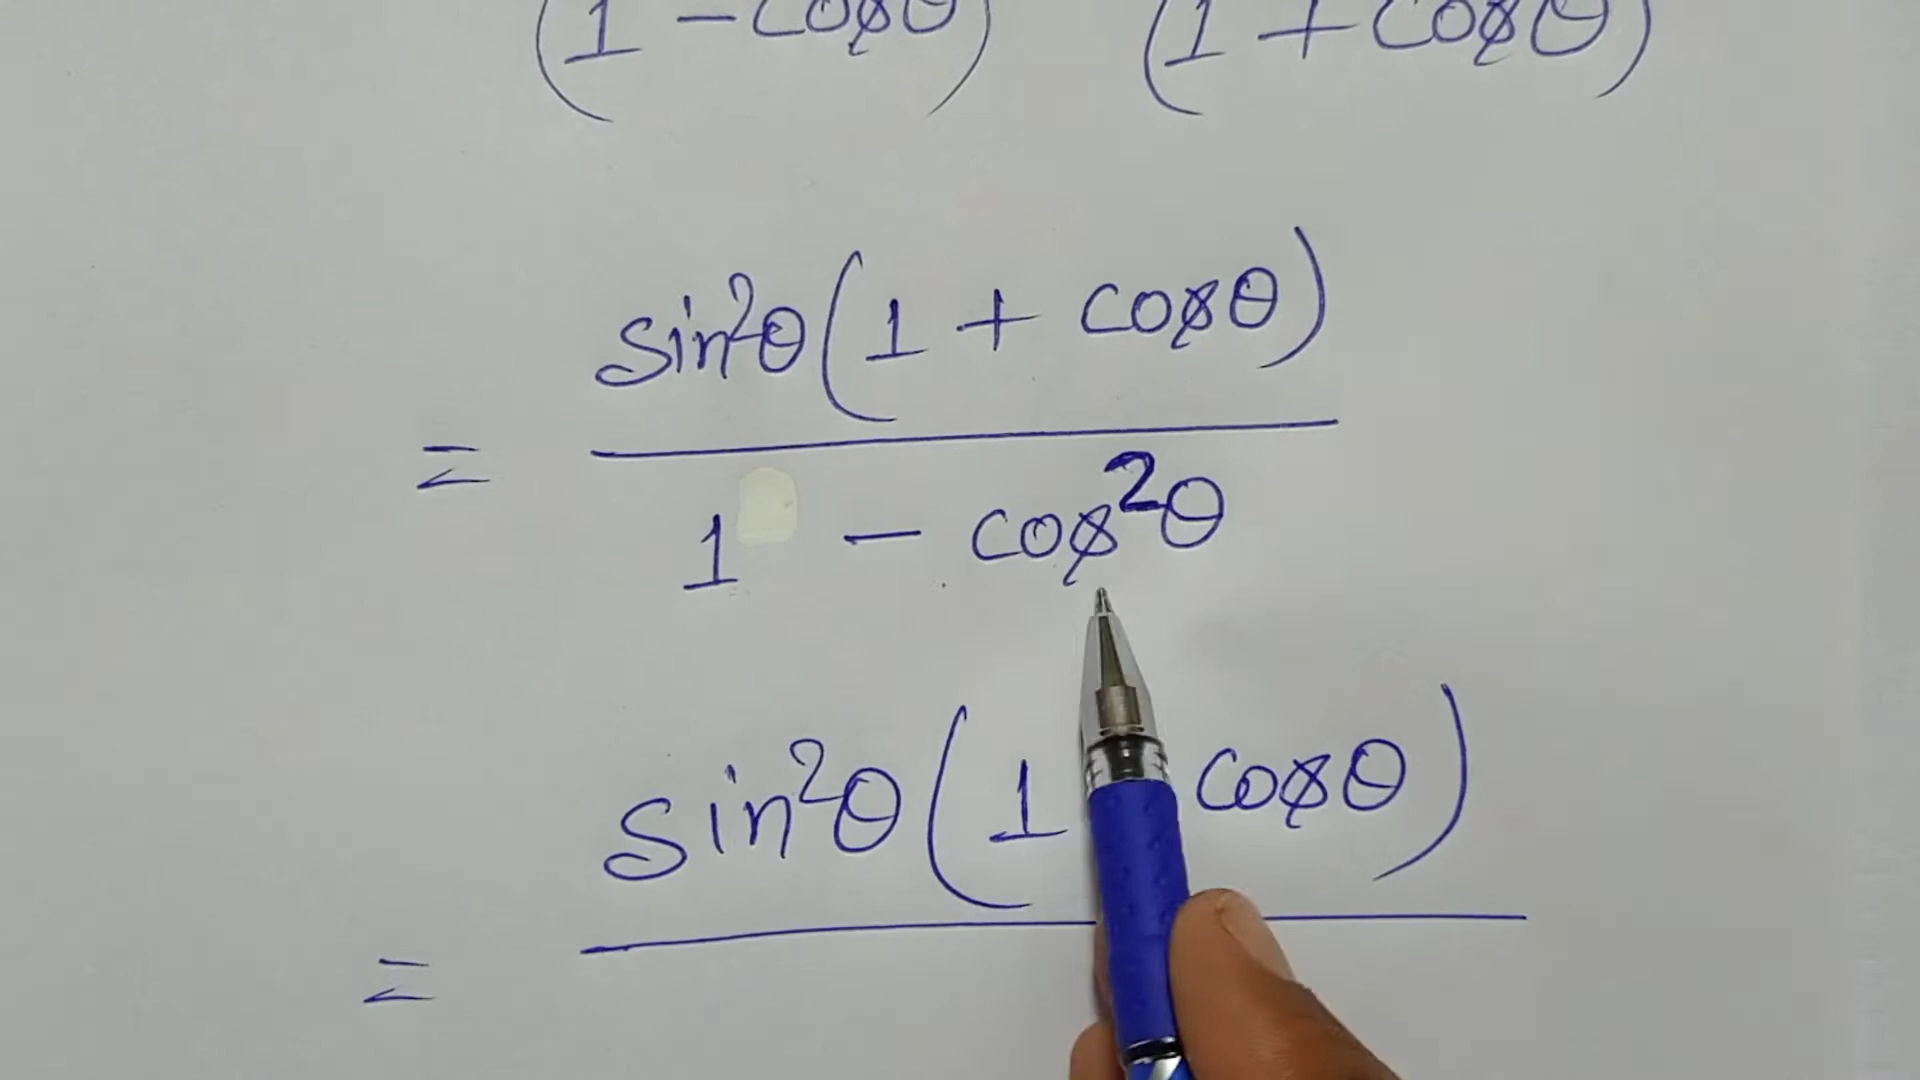 (1 - cosθ) (1 + cosθ)
sin²θ(1 + cosθ)
=
1 - cos²θ
sin²θ(1 cosθ)
=